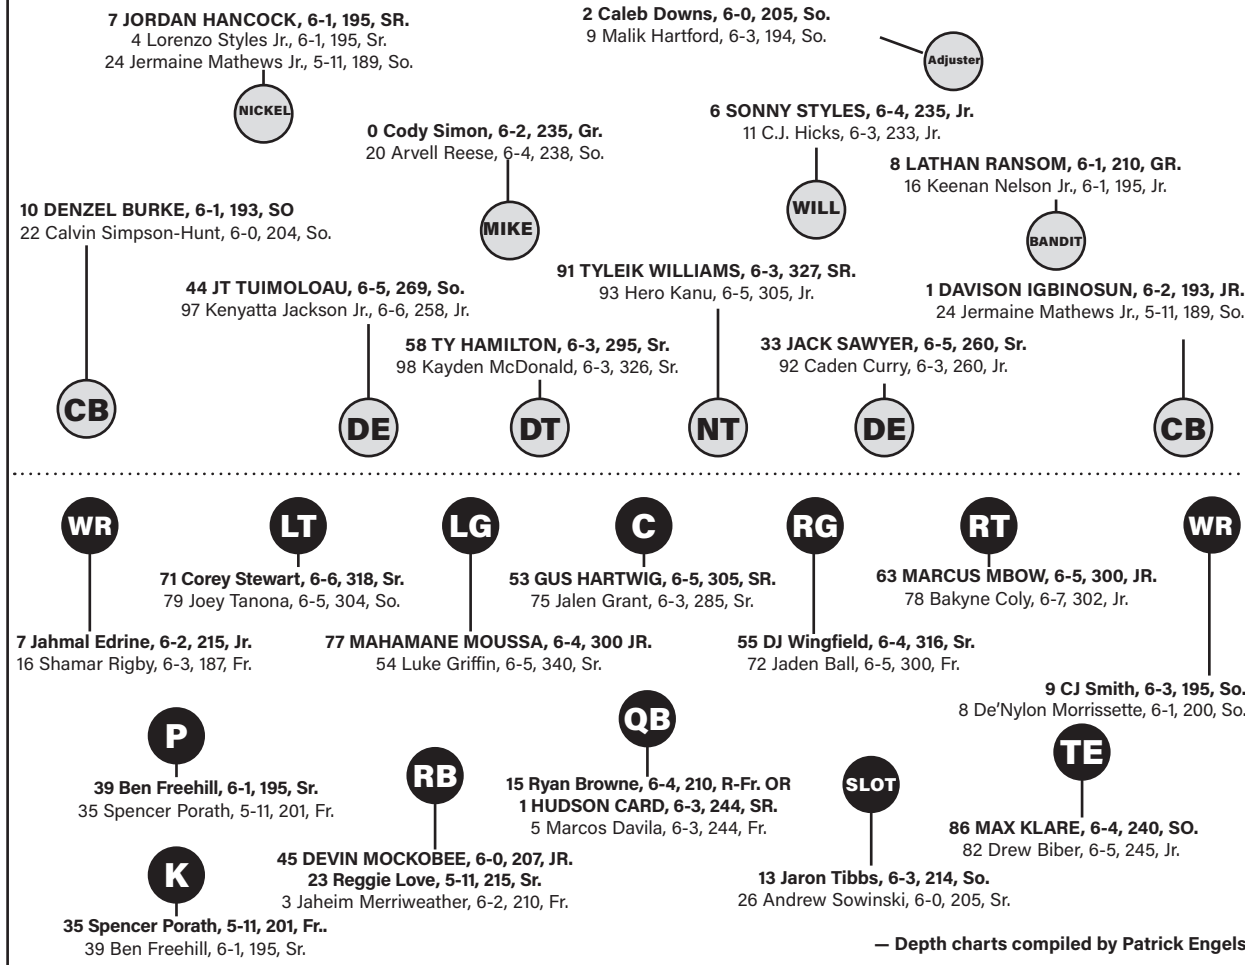 7 JORDAN HANCOCK, 6-1, 195, SR.
4 Lorenzo Styles Jr., 6-1, 195, Sr.
24 Jermaine Mathews Jr., 5-11, 189, So.
NICKEL
2 Caleb Downs, 6-0, 205, So.
9 Malik Hartford, 6-3, 194, So.
Adjuster
0 Cody Simon, 6-2, 235, Gr.
20 Arvell Reese, 6-4, 238, So.
MIKE
6 SONNY STYLES, 6-4, 235, Jr.
11 C.J. Hicks, 6-3, 233, Jr.
WILL
8 LATHAN RANSOM, 6-1, 210, GR.
16 Keenan Nelson Jr., 6-1, 195, Jr.
BANDIT
10 DENZEL BURKE, 6-1, 193, SO
22 Calvin Simpson-Hunt, 6-0, 204, So.
CB
44 JT TUIMOLOAU, 6-5, 269, So.
97 Kenyatta Jackson Jr., 6-6, 258, Jr.
DE
58 TY HAMILTON, 6-3, 295, Sr.
98 Kayden McDonald, 6-3, 326, Sr.
DT
91 TYLEIK WILLIAMS, 6-3, 327, SR.
93 Hero Kanu, 6-5, 305, Jr.
NT
33 JACK SAWYER, 6-5, 260, Sr.
92 Caden Curry, 6-3, 260, Jr.
DE
1 DAVISON IGBINOSUN, 6-2, 193, JR.
24 Jermaine Mathews Jr., 5-11, 189, So.
CB
WR
7 Jahmal Edrine, 6-2, 215, Jr.
16 Shamar Rigby, 6-3, 187, Fr.
LT
71 Corey Stewart, 6-6, 318, Sr.
79 Joey Tanona, 6-5, 304, So.
LG
77 MAHAMANE MOUSSA, 6-4, 300 JR.
54 Luke Griffin, 6-5, 340, Sr.
C
53 GUS HARTWIG, 6-5, 305, SR.
75 Jalen Grant, 6-3, 285, Sr.
RG
55 DJ Wingfield, 6-4, 316, Sr.
72 Jaden Ball, 6-5, 300, Fr.
RT
63 MARCUS MBOW, 6-5, 300, JR.
78 Bakyne Coly, 6-7, 302, Jr.
WR
9 CJ Smith, 6-3, 195, So.
8 De'Nylon Morrissette, 6-1, 200, So.
P
39 Ben Freehill, 6-1, 195, Sr.
35 Spencer Porath, 5-11, 201, Fr.
K
35 Spencer Porath, 5-11, 201, Fr..
39 Ben Freehill, 6-1, 195, Sr.
RB
45 DEVIN MOCKOBEE, 6-0, 207, JR.
23 Reggie Love, 5-11, 215, Sr.
3 Jaheim Merriweather, 6-2, 210, Fr.
QB
15 Ryan Browne, 6-4, 210, R-Fr. OR
1 HUDSON CARD, 6-3, 244, SR.
5 Marcos Davila, 6-3, 244, Fr.
SLOT
13 Jaron Tibbs, 6-3, 214, So.
26 Andrew Sowinski, 6-0, 205, Sr.
TE
86 MAX KLARE, 6-4, 240, SO.
82 Drew Biber, 6-5, 245, Jr.
— Depth charts compiled by Patrick Engels